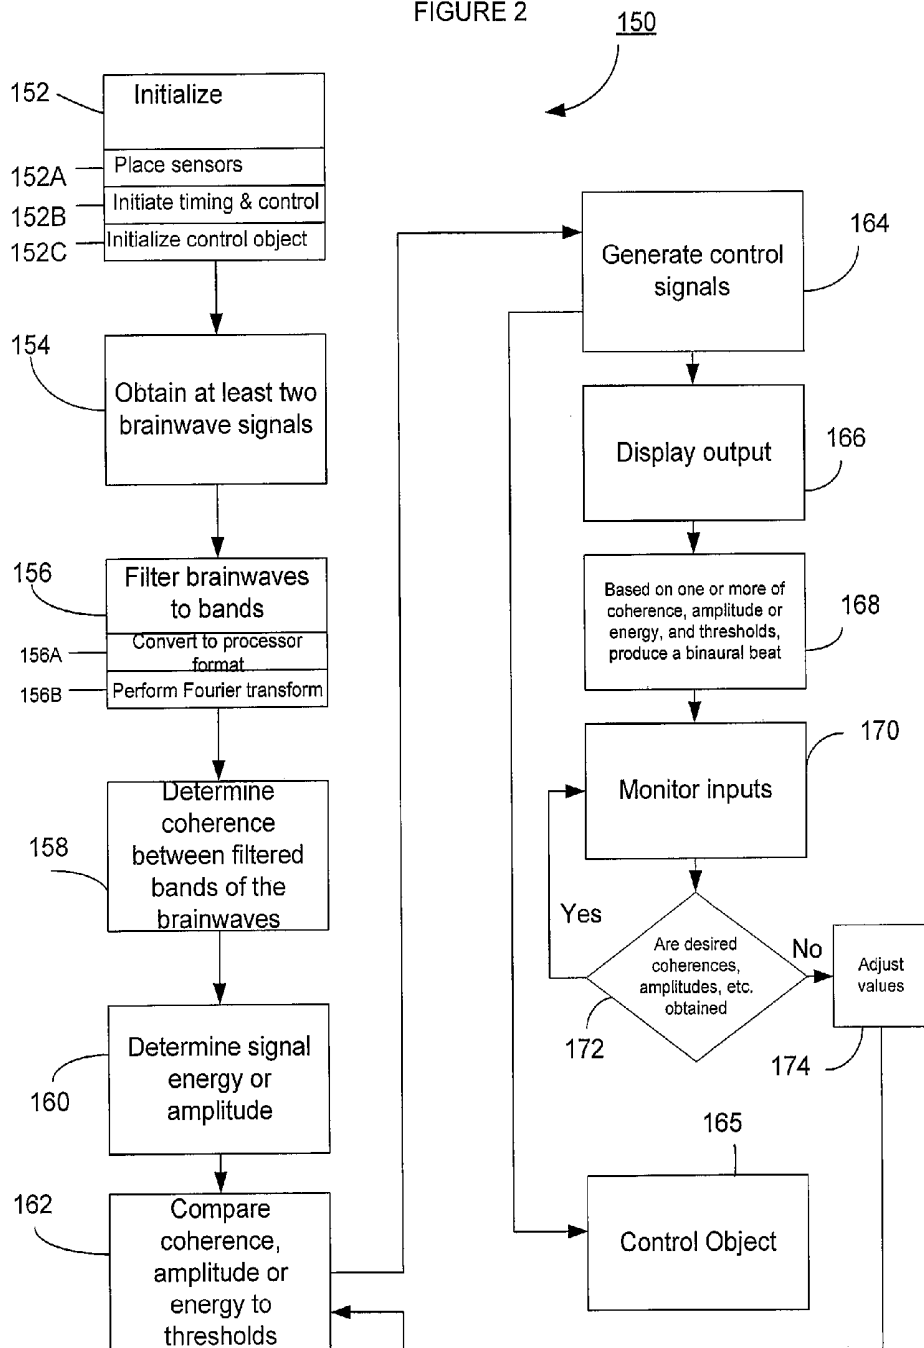 FIGURE 2
150
152
Initialize
152A
Place sensors
152B
Initiate timing & control
152C
Initialize control object
154
Obtain at least two
brainwave signals
156
Filter brainwaves
to bands
156A
Convert to processor
format
156B
Perform Fourier transform
158
Determine
coherence
between filtered
bands of the
brainwaves
160
Determine signal
energy or
amplitude
162
Compare
coherence,
amplitude or
energy to
thresholds
164
Generate control
signals
166
Display output
168
Based on one or more of
coherence, amplitude or
energy, and thresholds,
produce a binaural beat
170
Monitor inputs
Yes
Are desired
coherences,
amplitudes, etc.
obtained
No
172
Adjust
values
174
165
Control Object